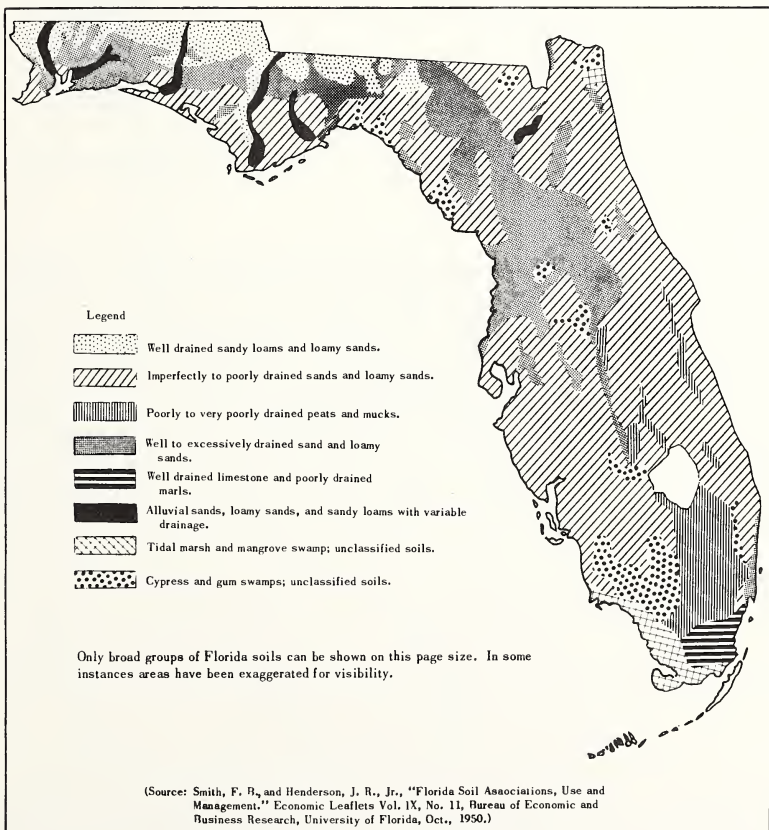 Legend
Well drained sandy loams and loamy sands.
Imperfectly to poorly drained sands and loamy sands.
Poorly to very poorly drained peats and mucks.
Well to excessively drained sand and loamy
sands.
Well drained limestone and poorly drained
marls.
Alluvial sands, loamy sands, and sandy loams with variable
drainage.
Tidal marsh and mangrove swamp; unclassified soils.
Cypress and gum swamps; unclassified soils.
Only broad groups of Florida soils can be shown on this page size. In some
instances areas have been exaggerated for visibility.
(Source: Smith, F. B., and Henderson, J. R., Jr., "Florida Soil Associations, Use and
Management." Economic Leaflets Vol. IX, No. 11, Bureau of Economic and
Business Research, University of Florida, Oct., 1950.)